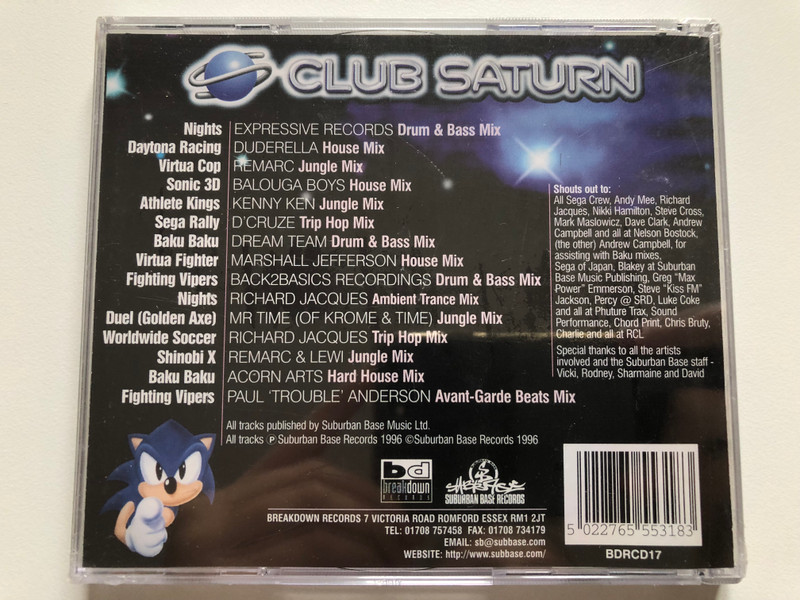 CLUB SATURN
Nights EXPRESSIVE RECORDS Drum & Bass Mix
Daytona Racing DUDERELLA House Mix
Virtua Cop REMARC Jungle Mix
Sonic 3D BALOUGA BOYS House Mix
Athlete Kings KENNY KEN Jungle Mix
Sega Rally D'CRUZE Trip Hop Mix
Baku Baku DREAM TEAM Drum & Bass Mix
Virtua Fighter MARSHALL JEFFERSON House Mix
Fighting Vipers BACK2BASICS RECORDINGS Drum & Bass Mix
Nights RICHARD JACQUES Ambient Trance Mix
Duel (Golden Axe) MR TIME (OF KROME & TIME) Jungle Mix
Worldwide Soccer RICHARD JACQUES Trip Hop Mix
Shinobi X REMARC & LEWI Jungle Mix
Baku Baku ACORN ARTS Hard House Mix
Fighting Vipers PAUL 'TROUBLE' ANDERSON Avant-Garde Beats Mix
Shouts out to:
All Sega Crew, Andy Mee, Richard
Jacques, Nikki Hamilton, Steve Cross,
Mark Maslowicz, Dave Clark, Andrew
Campbell and all at Nelson Bostock,
(the other) Andrew Campbell, for
assisting with Baku mixes.
Sega of Japan, Blakey at Suburban
Base Music Publishing, Greg "Max
Power" Emmerson, Steve "Kiss FM"
Jackson, Percy @ SRD, Luke Coke
and all at Phuture Trax, Sound
Performance, Chord Print, Chris Bruty,
Charlie and all at RCL
Special thanks to all the artists
involved and the Suburban Base staff -
Vicki, Rodney, Sharmaine and David
All tracks published by Suburban Base Music Ltd.
All tracks ℗ Suburban Base Records 1996 ©Suburban Base Records 1996
bd
breakdown
RECORDS
SUBURBAN BASE RECORDS
BREAKDOWN RECORDS 7 VICTORIA ROAD ROMFORD ESSEX RM1 2JT
TEL: 01708 757458 FAX: 01708 734179
EMAIL: sb@subbase.com
WEBSITE: http://www.subbase.com/
5 022765 553183
BDRCD17